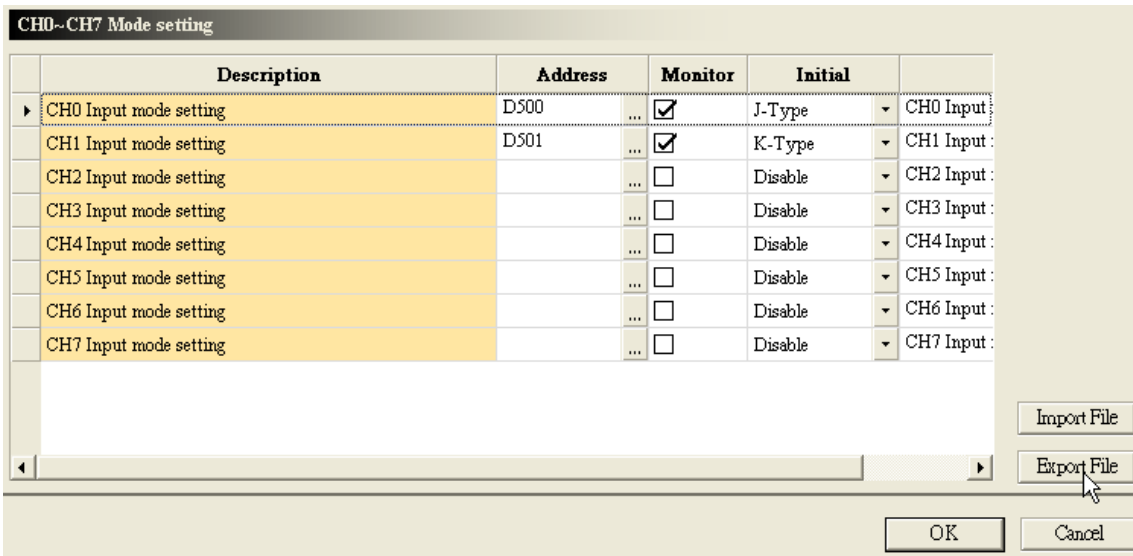 CH0~CH7 Mode setting
Description Address Monitor Initial
CH0 Input mode setting D500 ... J-Type CH0 Input :
CH1 Input mode setting D501 ... K-Type CH1 Input :
CH2 Input mode setting ... Disable CH2 Input :
CH3 Input mode setting ... Disable CH3 Input :
CH4 Input mode setting ... Disable CH4 Input :
CH5 Input mode setting ... Disable CH5 Input :
CH6 Input mode setting ... Disable CH6 Input :
CH7 Input mode setting ... Disable CH7 Input :
Import File
Export File
OK Cancel